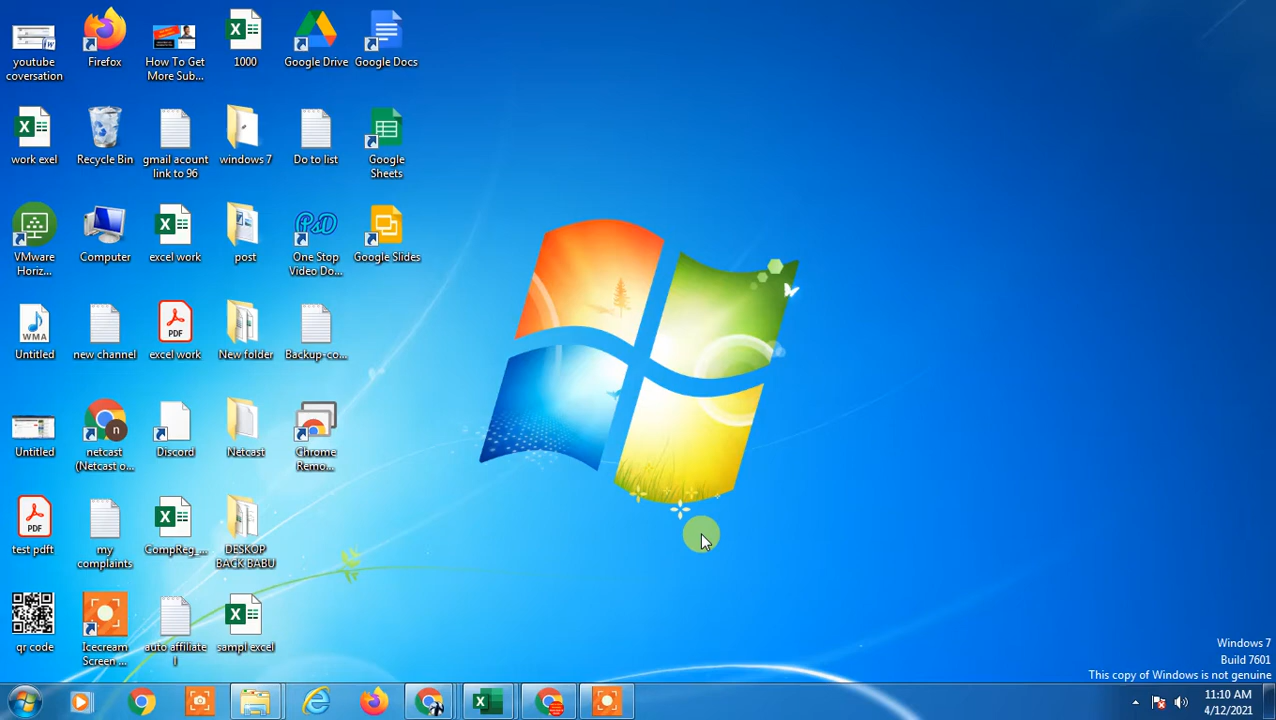 youtube
coversation
Firefox
How To Get
More Sub...
1000
Google Drive
Google Docs
work exel
Recycle Bin
gmail acount
link to 96
windows 7
Do to list
Google
Sheets
VMware
Horiz...
Computer
excel work
post
PSD
One Stop
Video Do...
Google Slides
WMA
Untitled
new channel
PDF
excel work
New folder
Backup-co...
Untitled
n
netcast
(Netcast o...
Discord
Netcast
Chrome
Remo...
PDF
test pdft
my
complaints
CompReg_...
DESKOP
BACK BABU
qr code
Icecream
Screen ...
auto affiliate
l
sampl excel
Windows 7
Build 7601
This copy of Windows is not genuine
11:10 AM
4/12/2021